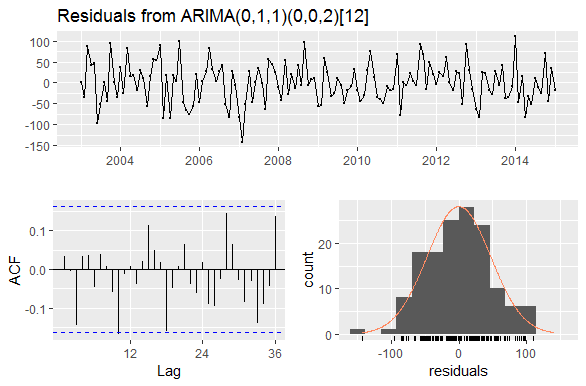 Residuals from ARIMA(0,1,1)(0,0,2)[12]
100
50
0
-50
-100
-150
2004 2006 2008 2010 2012 2014
ACF
0.1
0.0
-0.1
12 24 36
Lag
count
20
10
0
-100 0 100
residuals